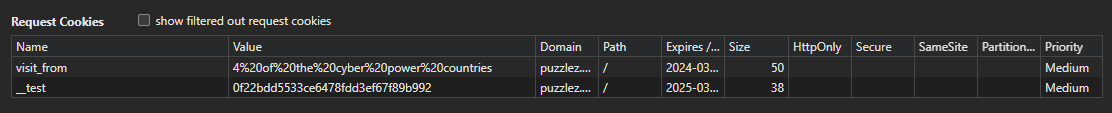 Request Cookies show filtered out request cookies
Name Value Domain Path Expires /... Size HttpOnly Secure SameSite Partition... Priority
visit_from 4%20of%20the%20cyber%20power%20countries puzzlez.... / 2024-03... 50 Medium
__test 0f22bdd5533ce6478fdd3ef67f89b992 puzzlez.... / 2025-03... 38 Medium